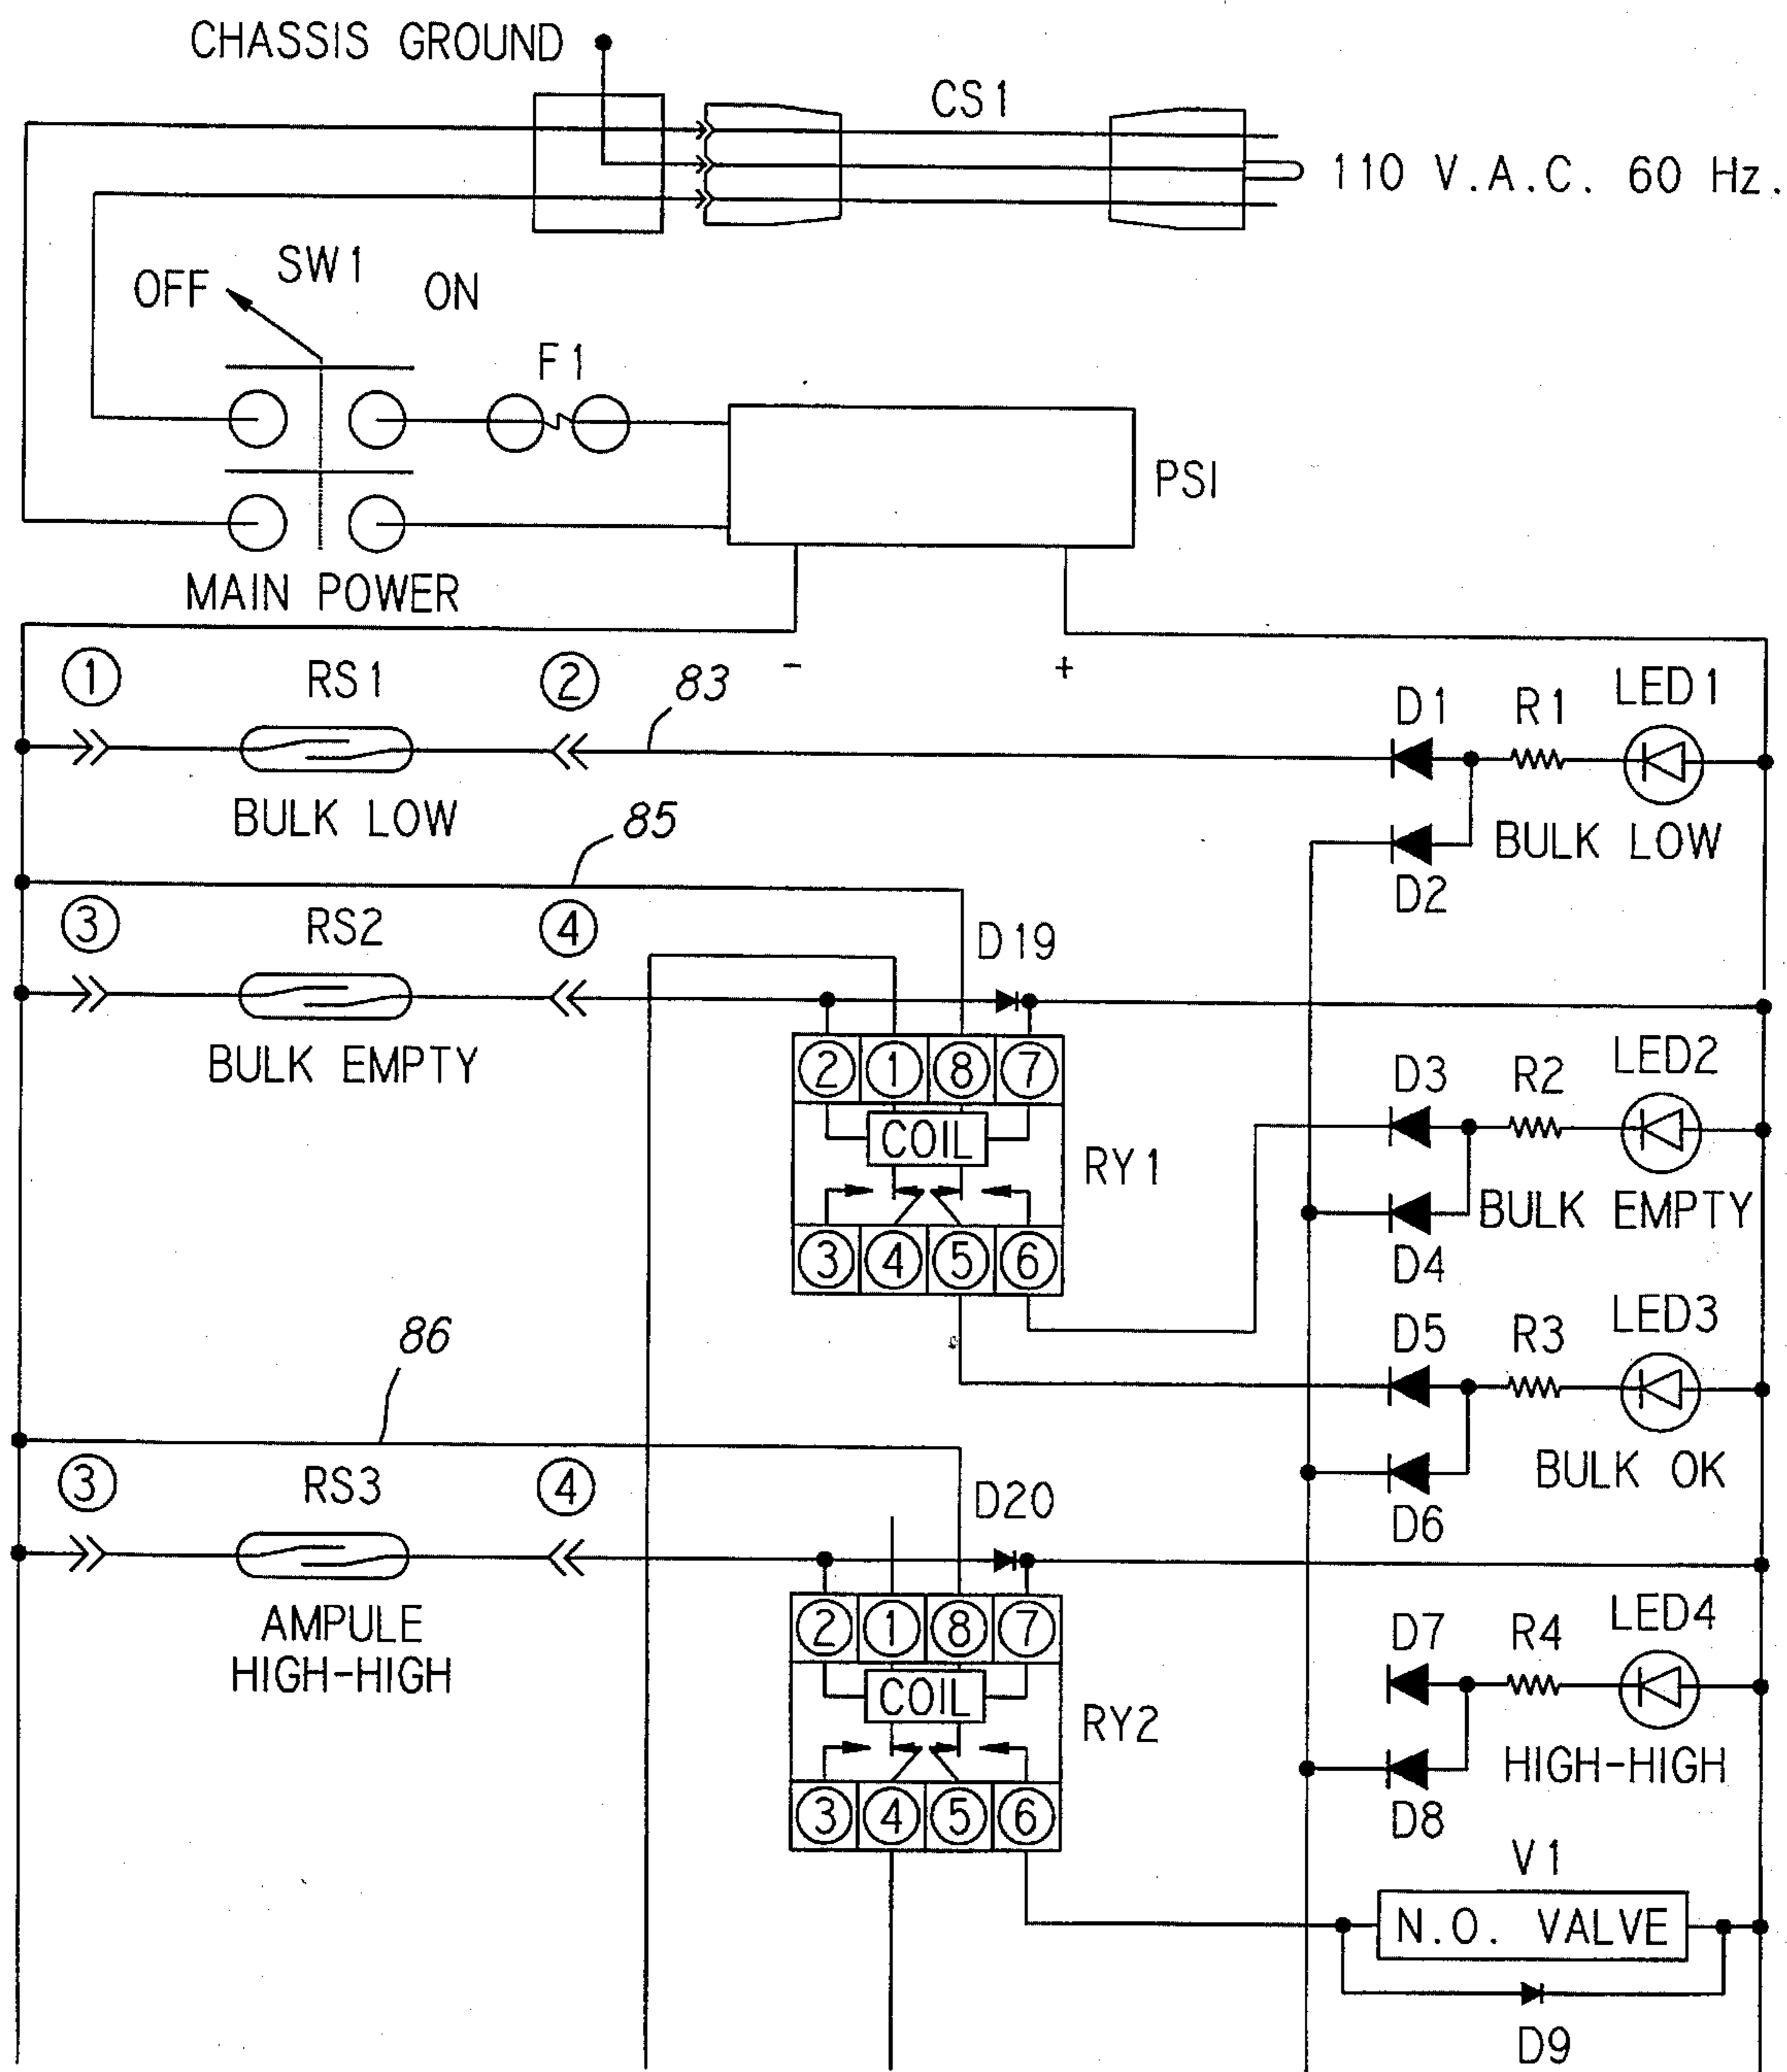 CHASSIS GROUND
CS1
110 V.A.C. 60 Hz.
OFF SW1 ON
F1
PSI
MAIN POWER
- +
1 RS1 2 83 D1 R1 LED1
BULK LOW 85 D2 BULK LOW
3 RS2 4 D19
BULK EMPTY
2 1 8 7
COIL
RY1
3 4 5 6
D3 R2 LED2
D4 BULK EMPTY
D5 R3 LED3
D6 BULK OK
86
3 RS3 4 D20
AMPULE
HIGH-HIGH
2 1 8 7
COIL
RY2
3 4 5 6
D7 R4 LED4
D8 HIGH-HIGH
V1
N.O. VALVE
D9